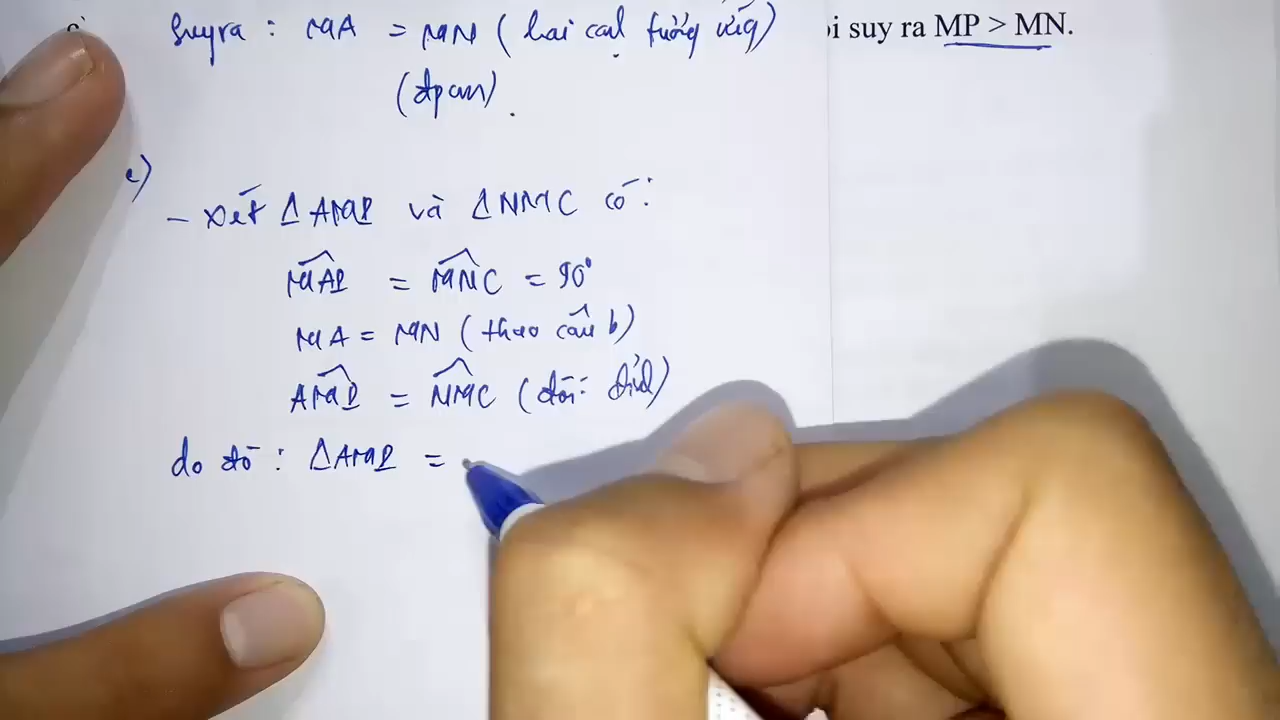 Suy ra : MA = MN ( hai cạnh tương ứng)
(đpcm).
i suy ra MP > MN.
c)
- Xét ΔAMP và ΔNMC có :
∠MAP = ∠MNC = 90°
MA = MN ( theo câu b)
∠AMP = ∠NMC ( đối đỉnh)
do đó : ΔAMP =